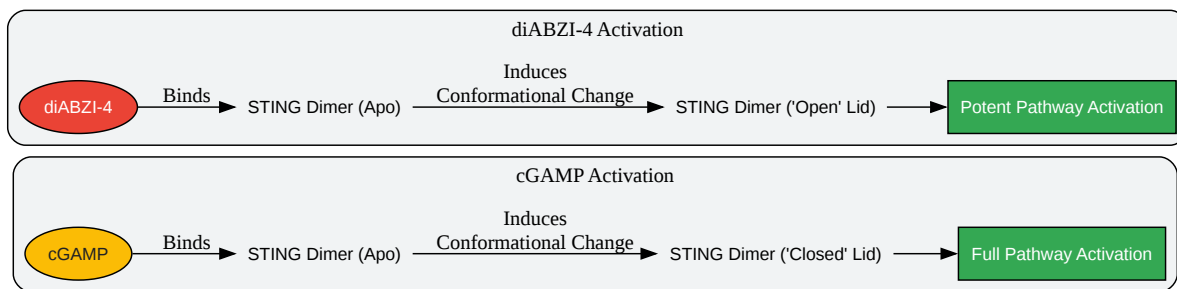 diABZI-4 Activation
diABZI-4
Binds
STING Dimer (Apo)
Induces
Conformational Change
STING Dimer ('Open' Lid)
Potent Pathway Activation
cGAMP Activation
cGAMP
Binds
STING Dimer (Apo)
Induces
Conformational Change
STING Dimer ('Closed' Lid)
Full Pathway Activation